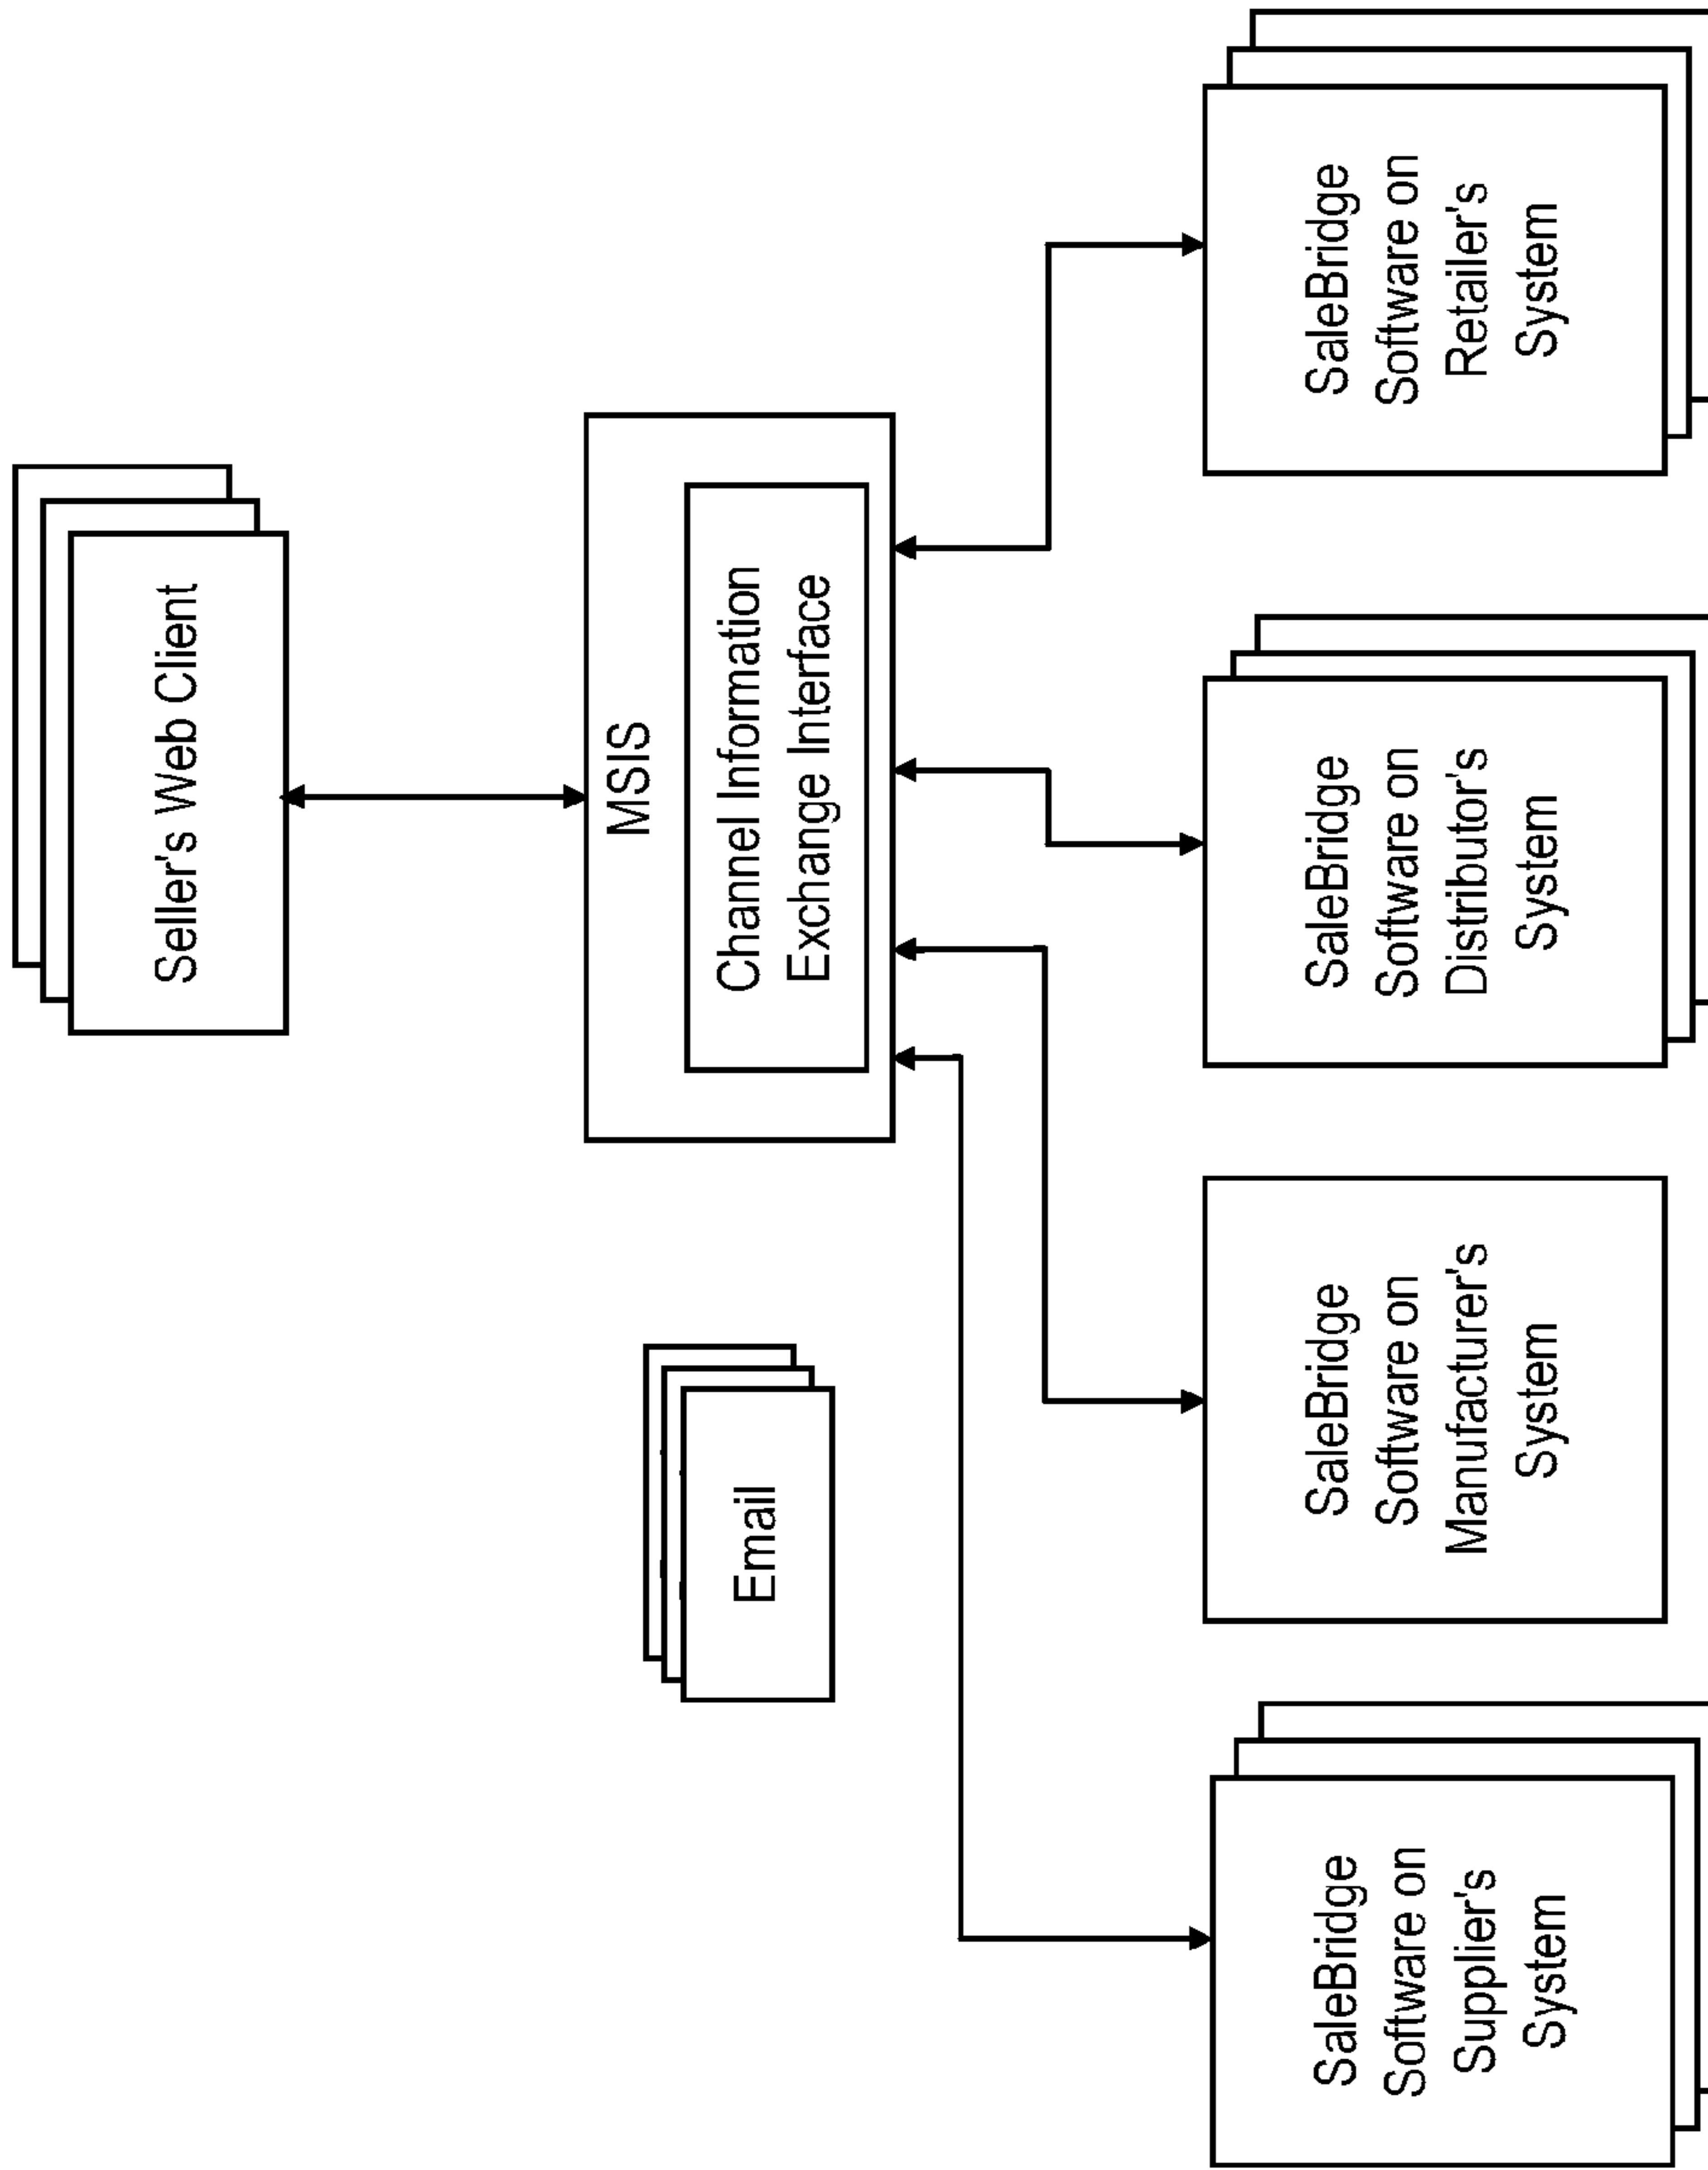 Seller's Web Client
MSIS
Channel Information
Exchange Interface
Email
SaleBridge
Software on
Supplier's
System
SaleBridge
Software on
Manufacturer's
System
SaleBridge
Software on
Distributor's
System
SaleBridge
Software on
Retailer's
System